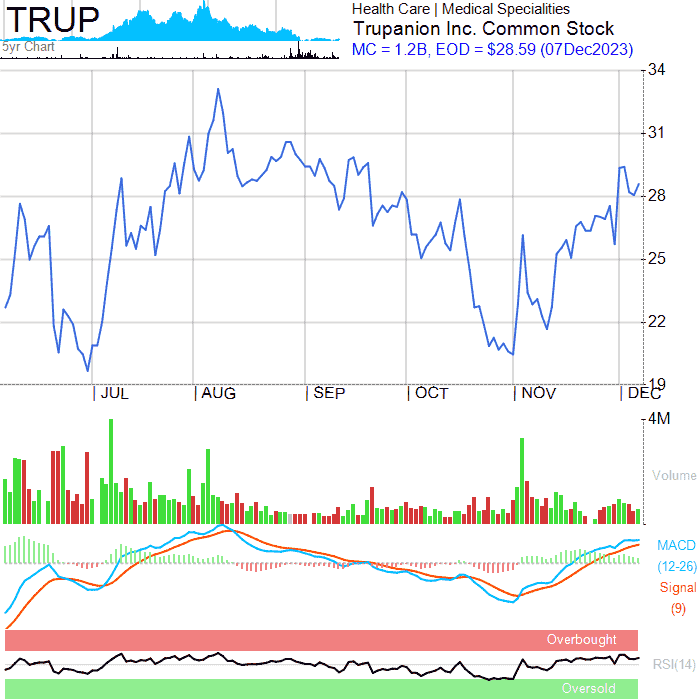 TRUP
5yr Chart
Health Care | Medical Specialities
Trupanion Inc. Common Stock
MC = 1.2B, EOD = $28.59 (07Dec2023)
34
31
28
25
22
19
JUL
AUG
SEP
OCT
NOV
DEC
4M
Volume
MACD
(12-26)
Signal
(9)
Overbought
RSI(14)
Oversold